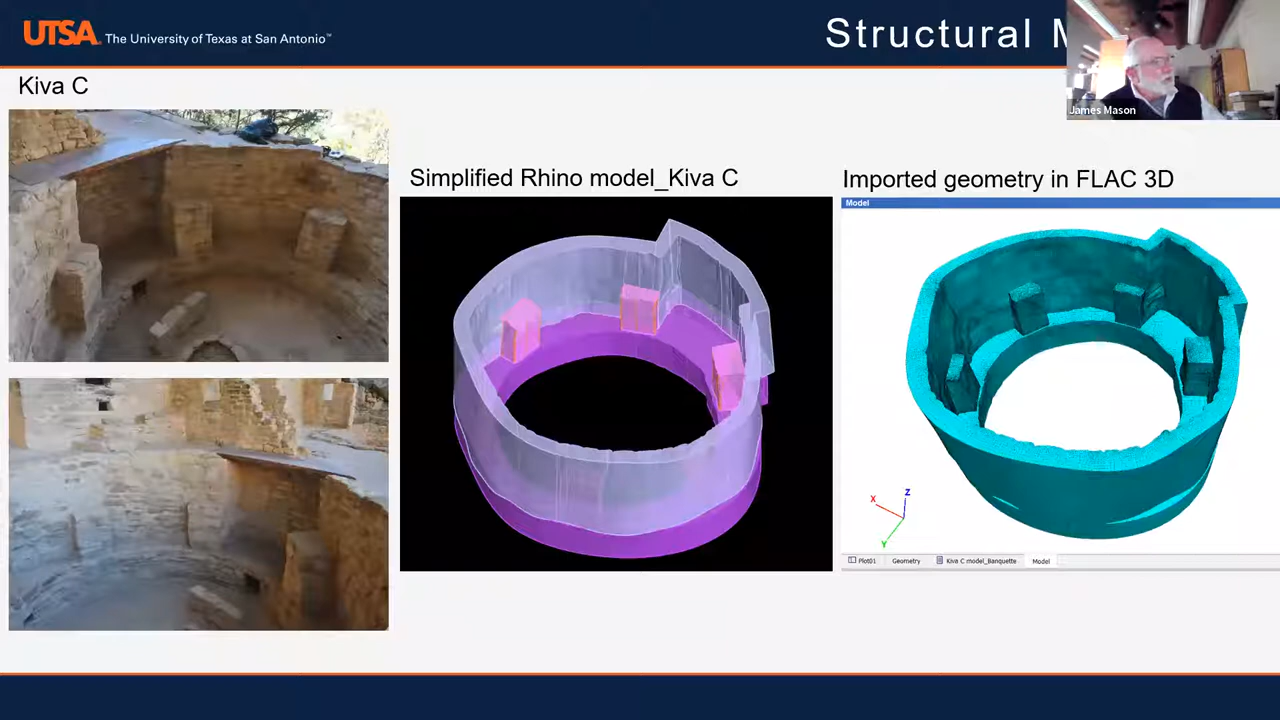 UTSA. The University of Texas at San Antonio™
Structural M
James Mason
Kiva C
Simplified Rhino model_Kiva C
Imported geometry in FLAC 3D
Model
X
Z
Y
Plot01 Geometry Kiva C model_Banquette Model